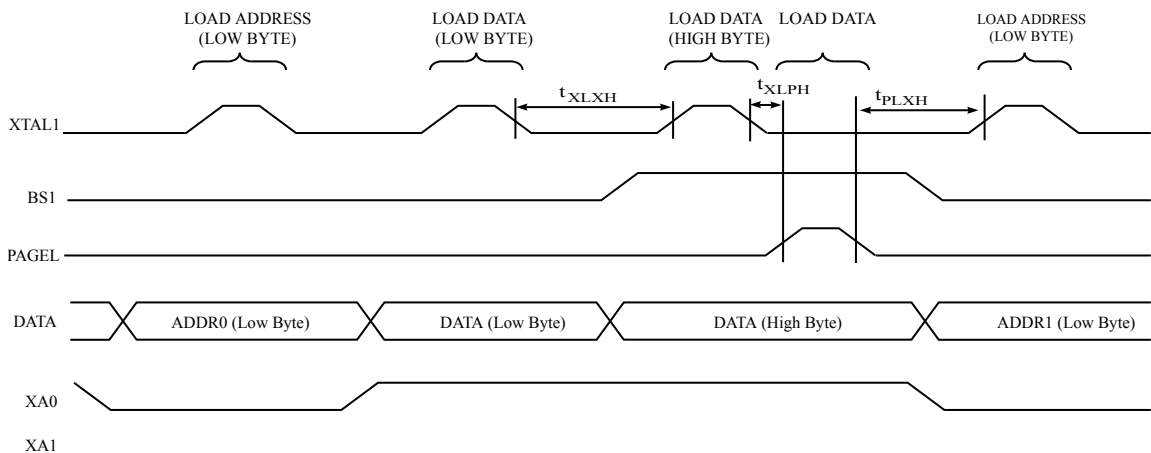 LOAD ADDRESS
(LOW BYTE)
LOAD DATA
(LOW BYTE)
LOAD DATA
(HIGH BYTE)
LOAD DATA
LOAD ADDRESS
(LOW BYTE)
XTAL1
t XLXH
tXLPH
tPLXH
BS1
PAGEL
DATA
ADDR0 (Low Byte)
DATA (Low Byte)
DATA (High Byte)
ADDR1 (Low Byte)
XA0
XA1